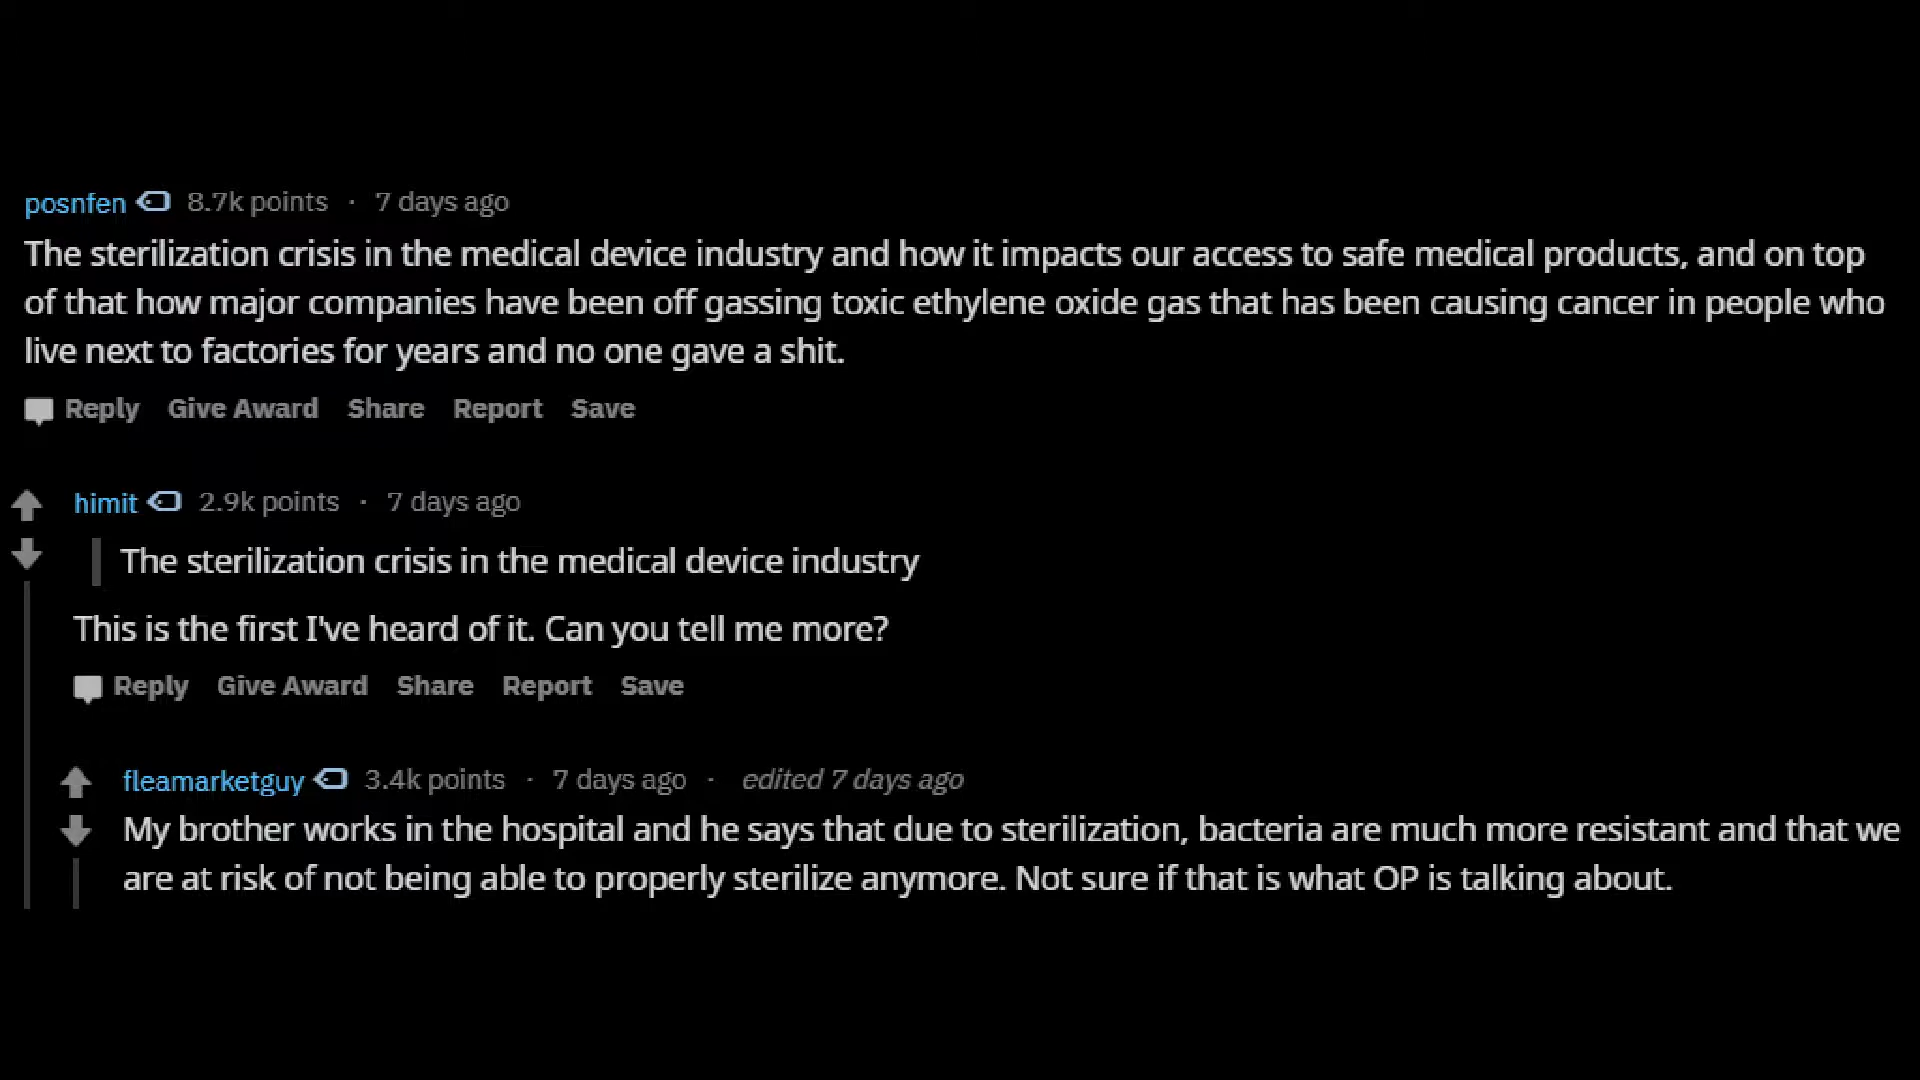 posnfen 8.7k points · 7 days ago
The sterilization crisis in the medical device industry and how it impacts our access to safe medical products, and on top
of that how major companies have been off gassing toxic ethylene oxide gas that has been causing cancer in people who
live next to factories for years and no one gave a shit.
Reply Give Award Share Report Save
himit 2.9k points · 7 days ago
The sterilization crisis in the medical device industry
This is the first I've heard of it. Can you tell me more?
Reply Give Award Share Report Save
fleamarketguy 3.4k points · 7 days ago · edited 7 days ago
My brother works in the hospital and he says that due to sterilization, bacteria are much more resistant and that we
are at risk of not being able to properly sterilize anymore. Not sure if that is what OP is talking about.